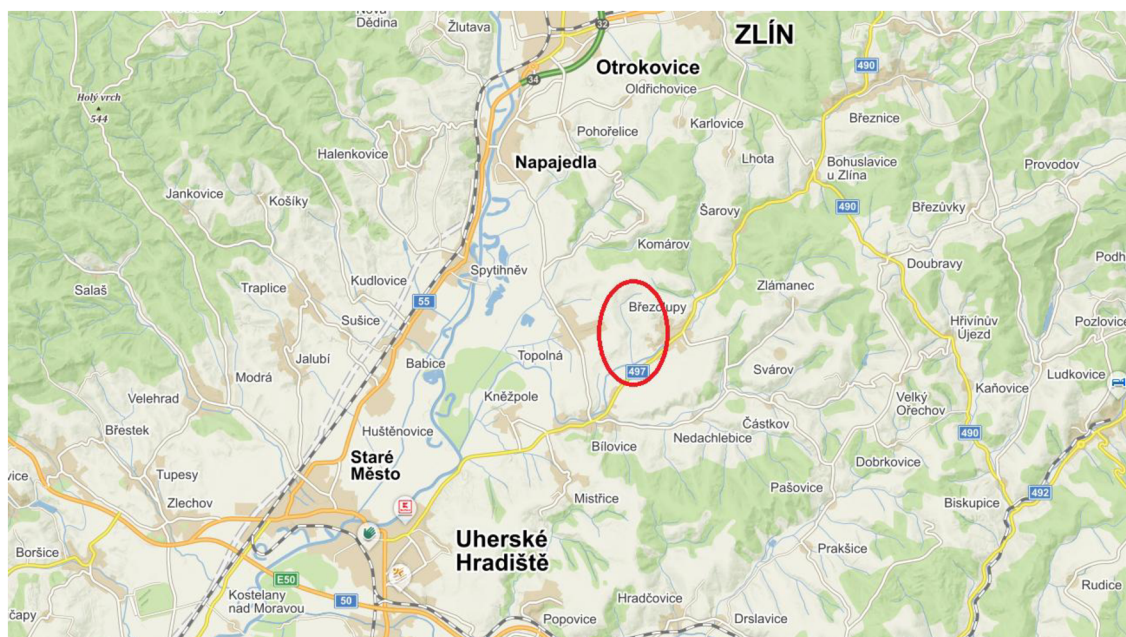 Nová
Dědina
Žlutava
32
ZLÍN
490
34
Otrokovice
Oldřichovice
Holý vrch
544
Březnice
Pohořelice
Karlovice
Halenkovice
Napajedla
Lhota
Bohuslavice
u Zlína
Provodov
Jankovice
Košíky
Šarovy
490
Březůvky
Komárov
Podh
Doubravy
Spytihněv
Salaš
Traplice
Kudlovice
Zlámanec
55
Březolupy
Sušice
Hřivínův
Újezd
Pozlovice
Jalubí
Babice
Topolná
497
Svárov
Ludkovice
Modrá
Kaňovice
Velehrad
Kněžpole
Velký
Ořechov
Částkov
Břestek
Huštěnovice
Bílovice
Nedachlebice
490
Staré
Město
Dobrkovice
vice
Tupesy
Zlechov
Mistřice
Pašovice
492
Biskupice
Uherské
Hradiště
Boršice
Prakšice
E50
Rudice
Kostelany
nad Moravou
50
Hradčovice
čapy
Popovice
Drslavice